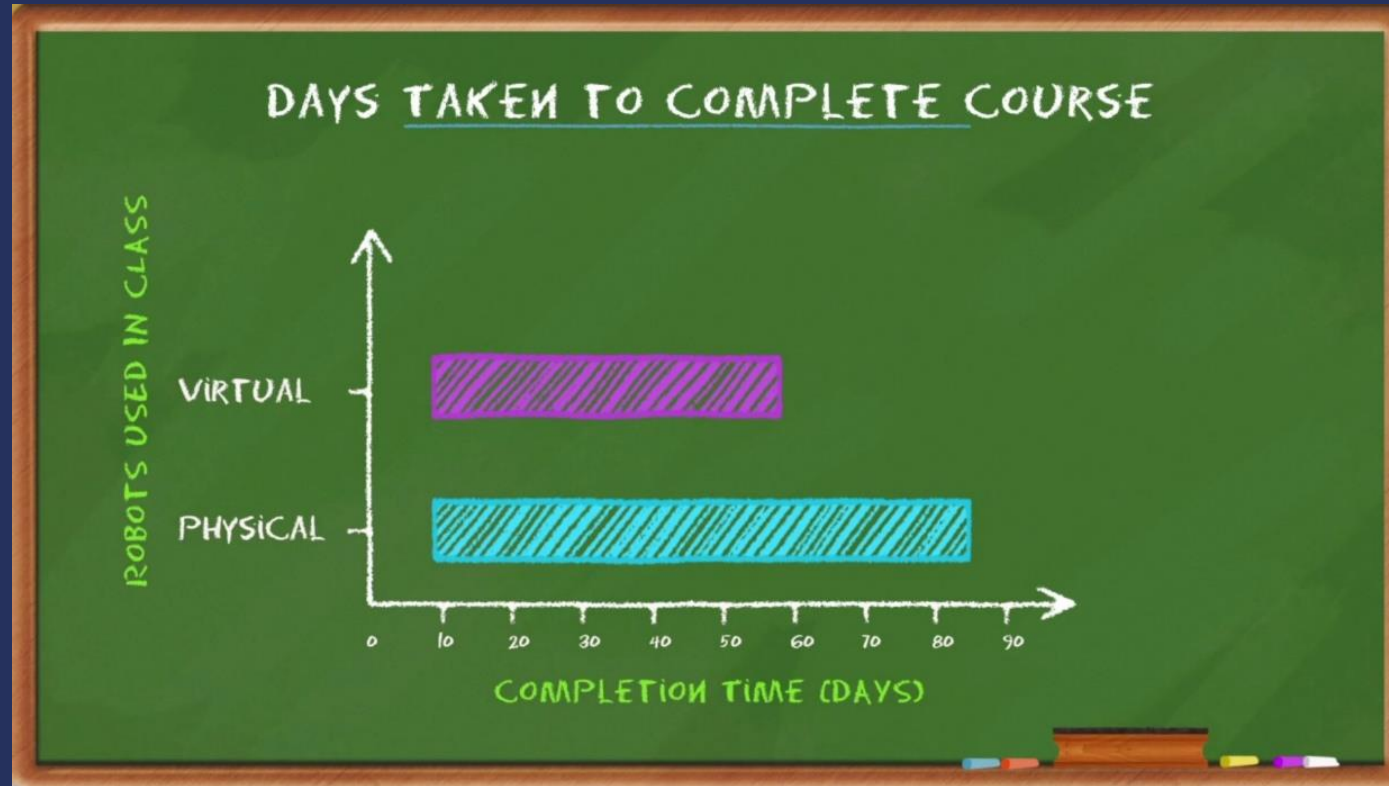 DAYS TAKEN TO COMPLETE COURSE
ROBOTS USED IN CLASS
VIRTUAL
PHYSICAL
0 10 20 30 40 50 60 70 80 90
COMPLETION TIME (DAYS)